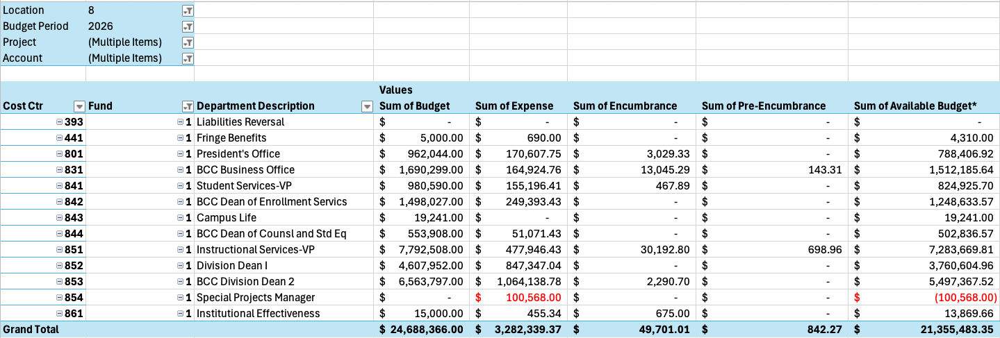 Location 8
Budget Period 2026
Project (Multiple Items)
Account (Multiple Items)
Values
Cost Ctr Fund Department Description Sum of Budget Sum of Expense Sum of Encumbrance Sum of Pre-Encumbrance Sum of Available Budget*
393 1 Liabilities Reversal $ - $ - $ - $ - $ -
441 1 Fringe Benefits $ 5,000.00 $ 690.00 $ - $ - $ 4,310.00
801 1 President's Office $ 962,044.00 $ 170,607.75 $ 3,029.33 $ - $ 788,406.92
831 1 BCC Business Office $ 1,690,299.00 $ 164,924.76 $ 13,045.29 $ 143.31 $ 1,512,185.64
841 1 Student Services-VP $ 980,590.00 $ 155,196.41 $ 467.89 $ - $ 824,925.70
842 1 BCC Dean of Enrollment Servics $ 1,498,027.00 $ 249,393.43 $ - $ - $ 1,248,633.57
843 1 Campus Life $ 19,241.00 $ - $ - $ - $ 19,241.00
844 1 BCC Dean of Counsl and Std Eq $ 553,908.00 $ 51,071.43 $ - $ - $ 502,836.57
851 1 Instructional Services-VP $ 7,792,508.00 $ 477,946.43 $ 30,192.80 $ 698.96 $ 7,283,669.81
852 1 Division Dean I $ 4,607,952.00 $ 847,347.04 $ - $ - $ 3,760,604.96
853 1 BCC Division Dean 2 $ 6,563,797.00 $ 1,064,138.78 $ 2,290.70 $ - $ 5,497,367.52
854 1 Special Projects Manager $ - $ 100,568.00 $ - $ - $ (100,568.00)
861 1 Institutional Effectiveness $ 15,000.00 $ 455.34 $ 675.00 $ - $ 13,869.66
Grand Total $ 24,688,366.00 $ 3,282,339.37 $ 49,701.01 $ 842.27 $ 21,355,483.35